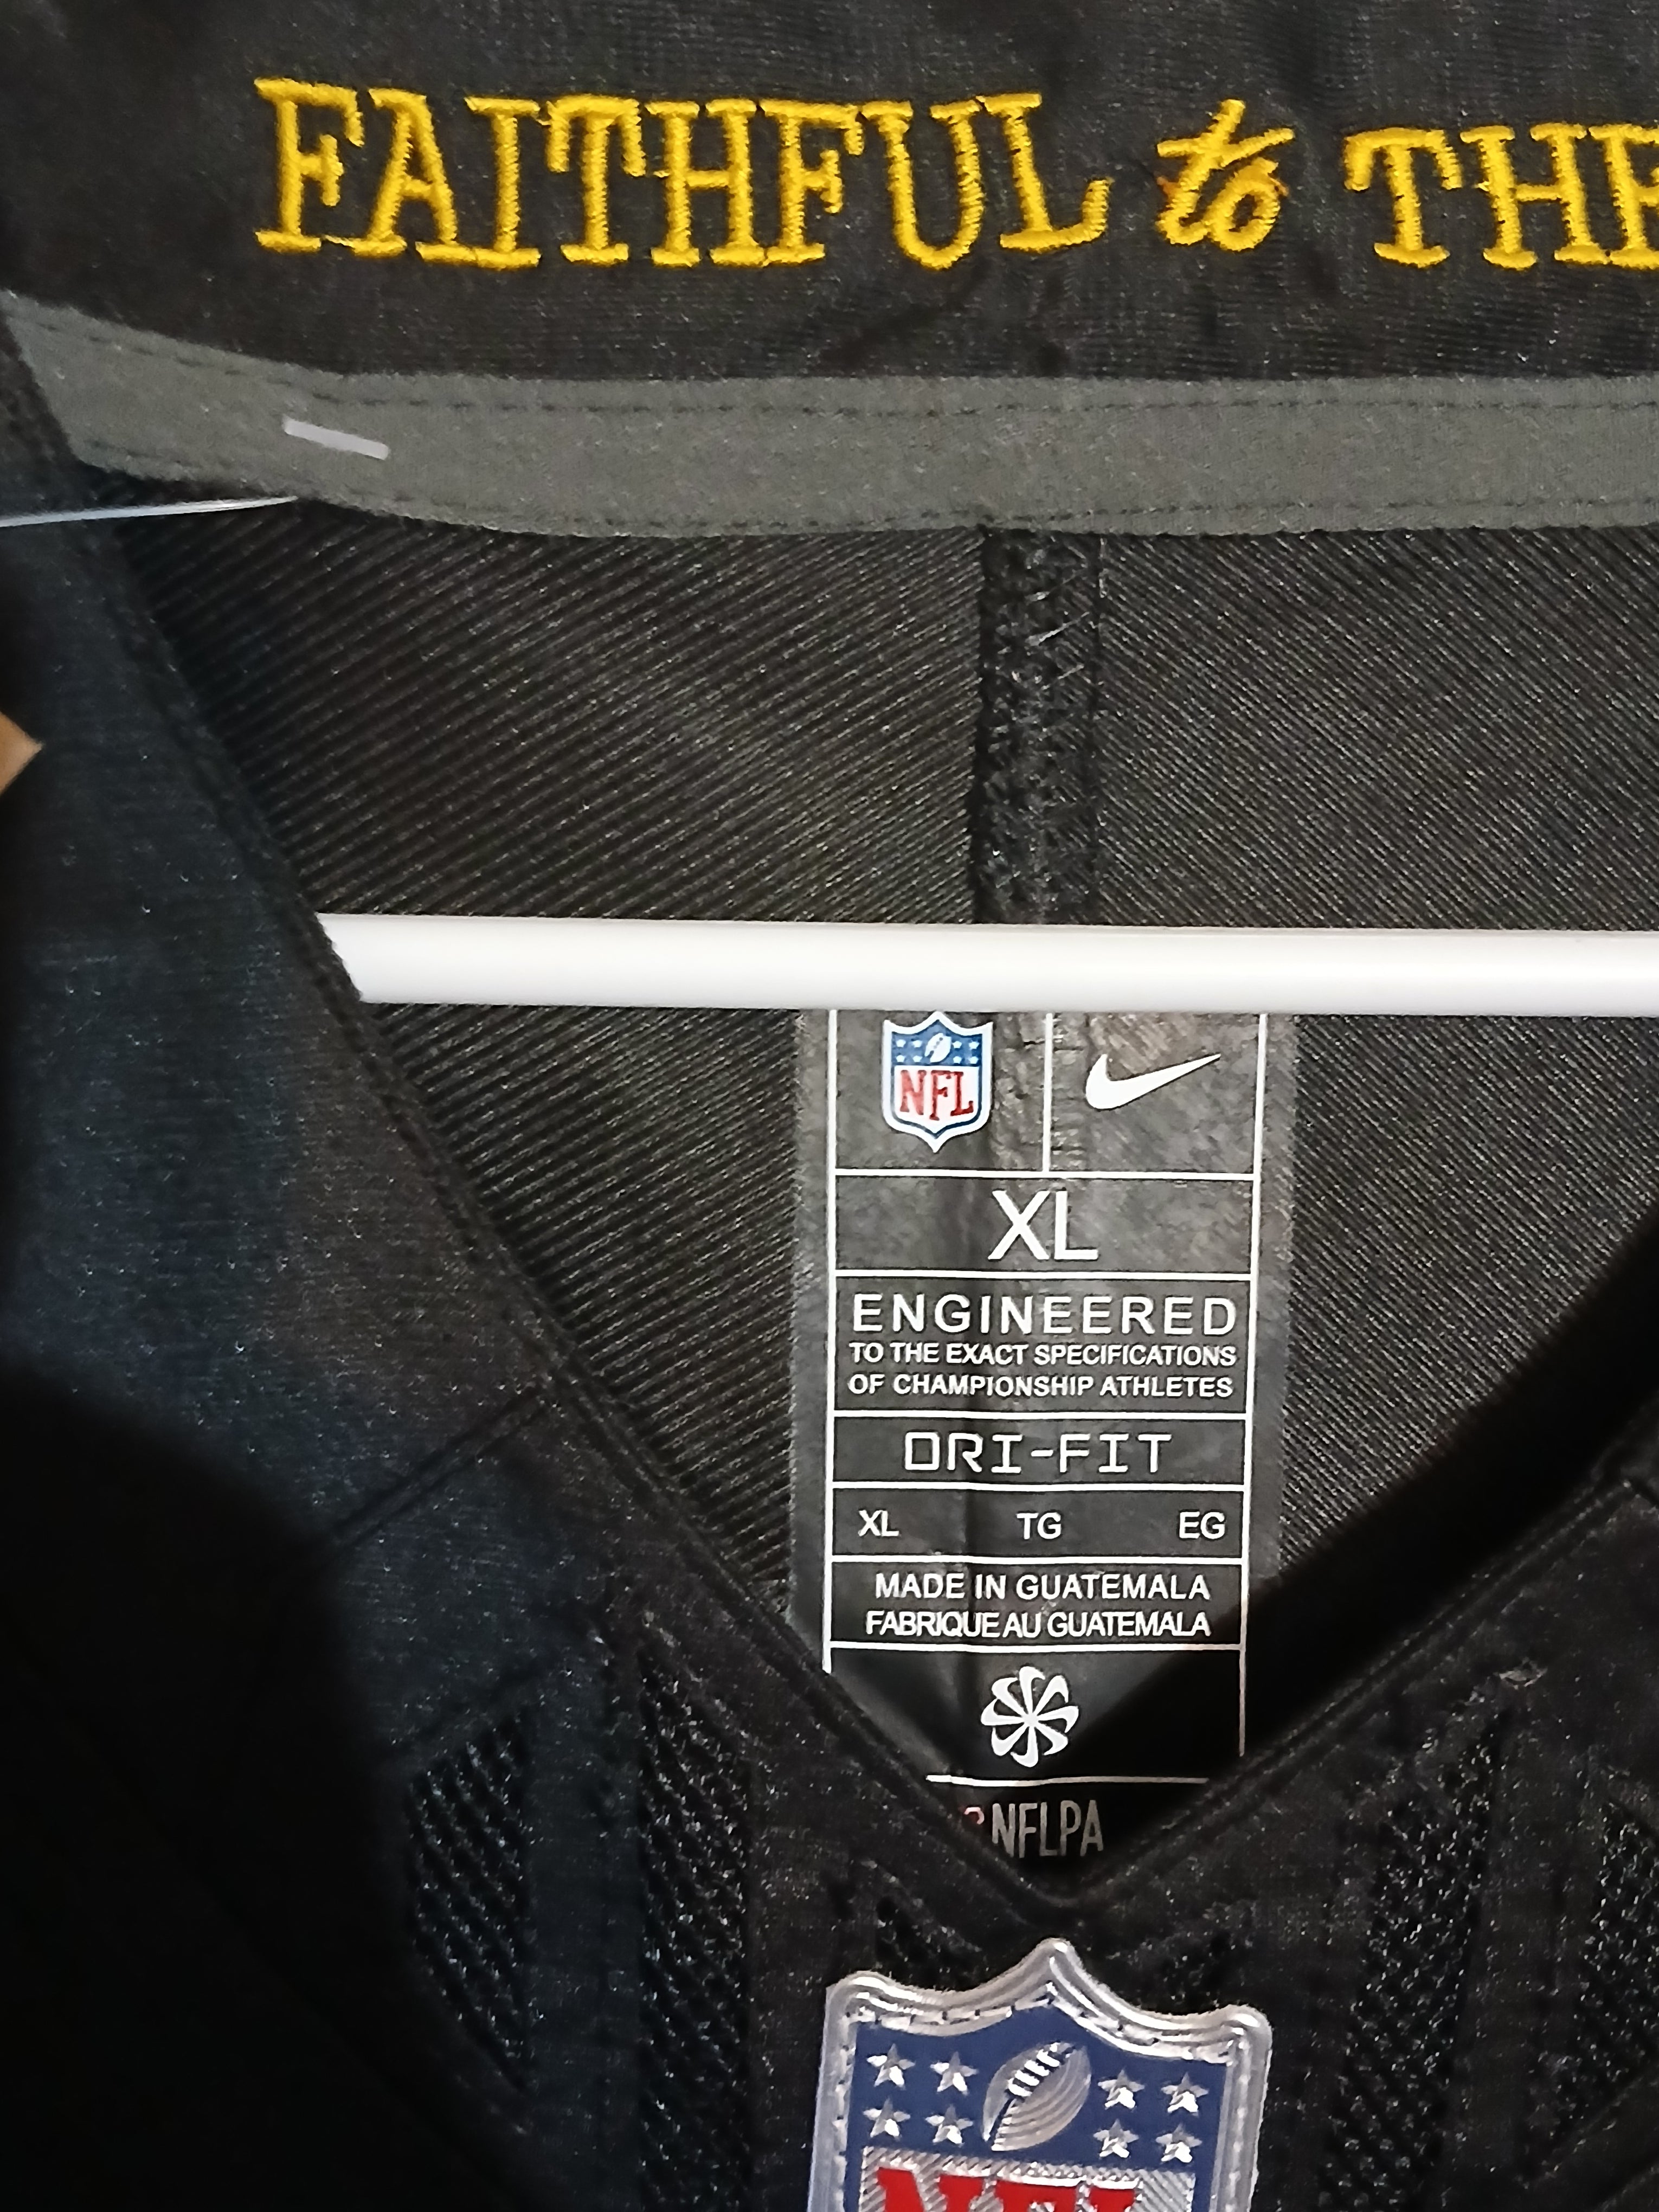 FAITHFUL to THE
NFL
XL
ENGINEERED
TO THE EXACT SPECIFICATIONS
OF CHAMPIONSHIP ATHLETES
DRI-FIT
XL TG EG
MADE IN GUATEMALA
FABRIQUE AU GUATEMALA
NFLPA
NFL